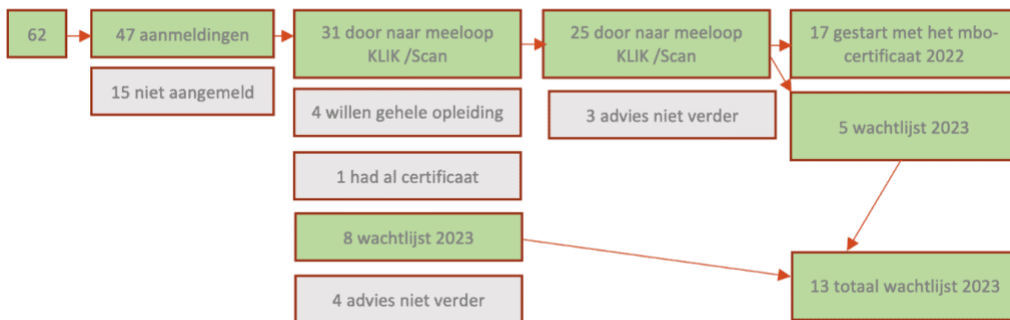 62
47 aanmeldingen
15 niet aangemeld
31 door naar meeloop
KLIK /Scan
4 willen gehele opleiding
1 had al certificaat
8 wachtlijst 2023
4 advies niet verder
25 door naar meeloop
KLIK /Scan
3 advies niet verder
17 gestart met het mbo-
certificaat 2022
5 wachtlijst 2023
13 totaal wachtlijst 2023